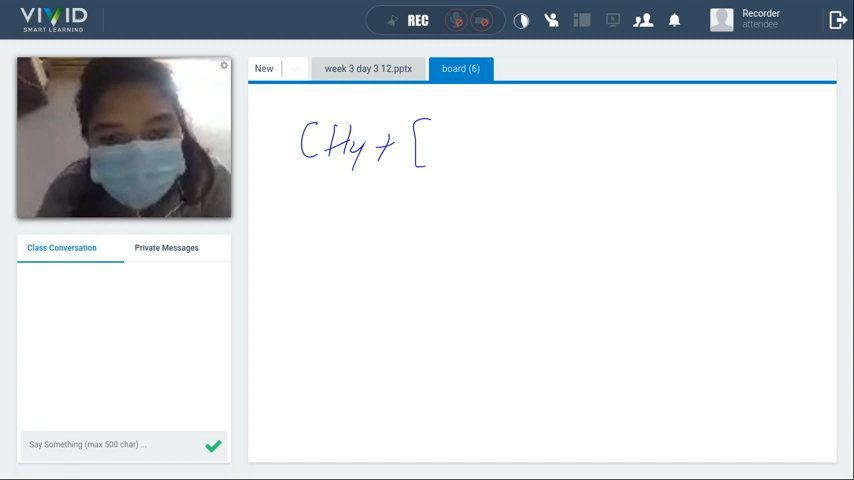 VIVID
SMART LEARNING
REC
Recorder
attendee
New
week 3 day 3 12.pptx
board (6)
CH4 + [
Class Conversation
Private Messages
Say Something (max 500 char) ...